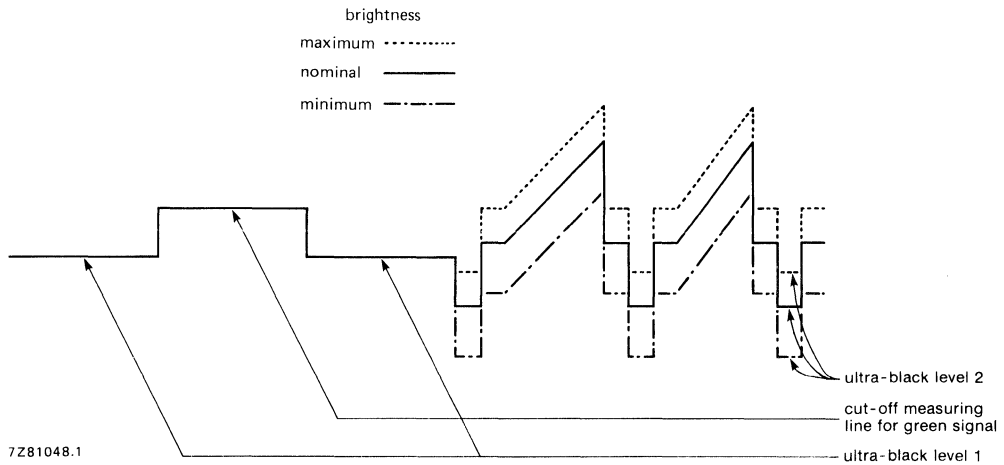 brightness
maximum
nominal
minimum
ultra-black level 2
cut-off measuring
line for green signal
7Z81048.1
ultra-black level 1